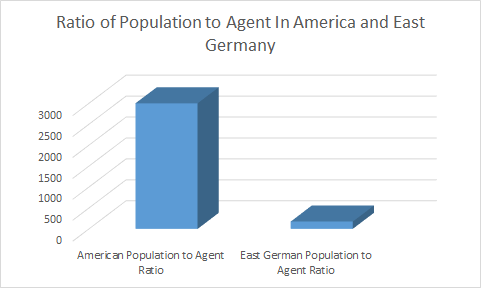 Ratio of Population to Agent In America and East
Germany
3000
2500
2000
1500
1000
500
0
American Population to Agent
Ratio
East German Population to
Agent Ratio